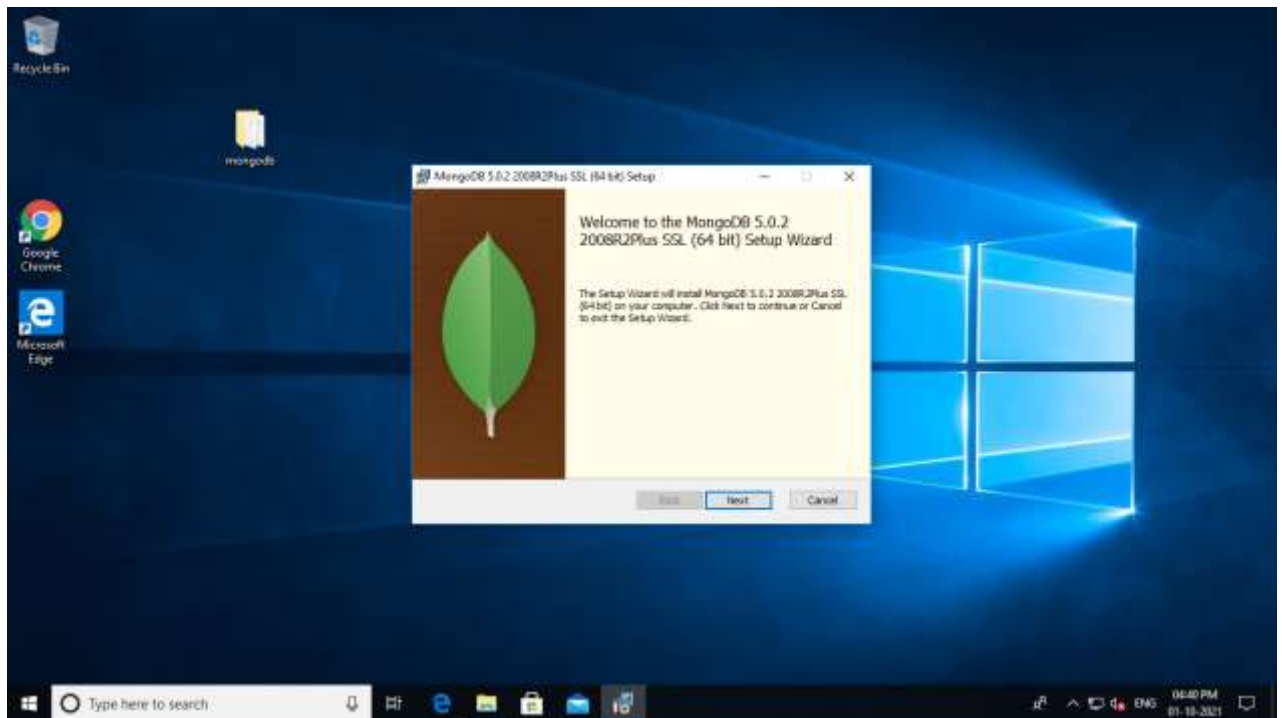 Recycle Bin
mongodb
Google
Chrome
Microsoft
Edge
MongoDB 5.0.2 2008R2Plus SSL (64 bit) Setup
Welcome to the MongoDB 5.0.2
2008R2Plus SSL (64 bit) Setup Wizard
The Setup Wizard will install MongoDB 5.0.2 2008R2Plus SSL
(64 bit) on your computer. Click Next to continue or Cancel
to exit the Setup Wizard.
Back
Next
Cancel
Type here to search
ENG
04:40 PM
01-10-2021